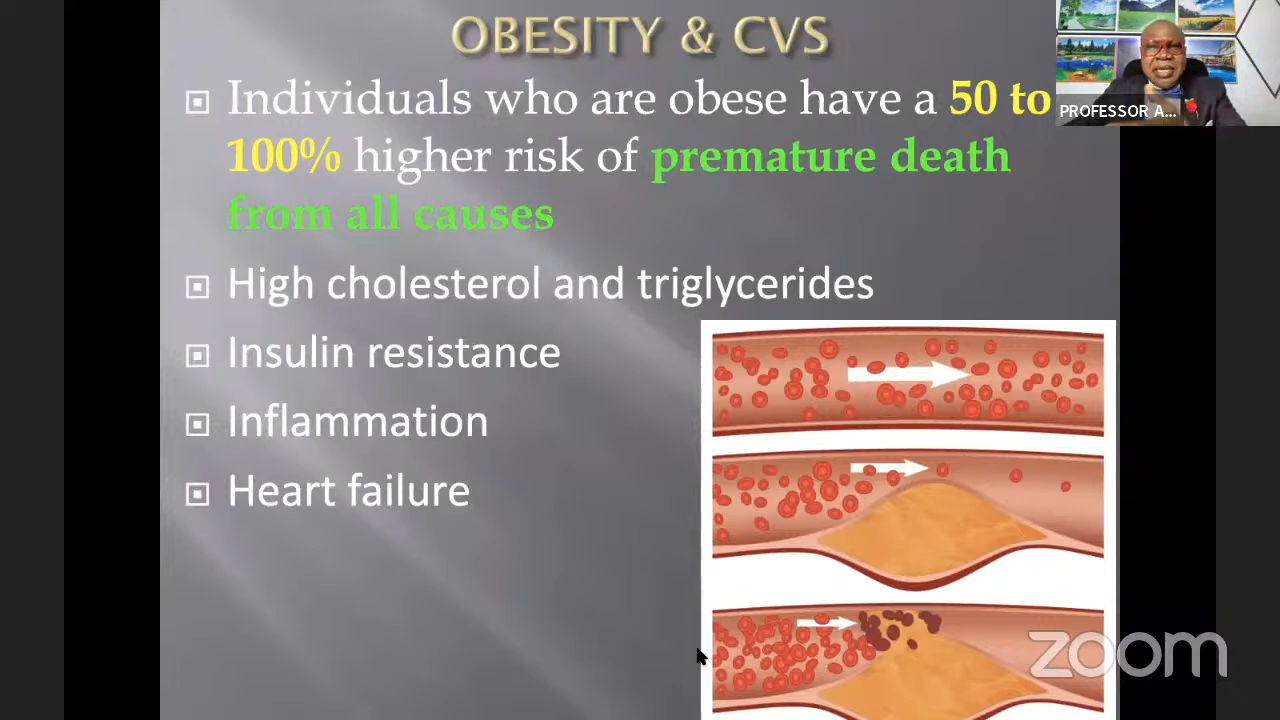 OBESITY & CVS
Individuals who are obese have a 50 to
100% higher risk of premature death
from all causes
High cholesterol and triglycerides
Insulin resistance
Inflammation
Heart failure
PROFESSOR A...
zoom